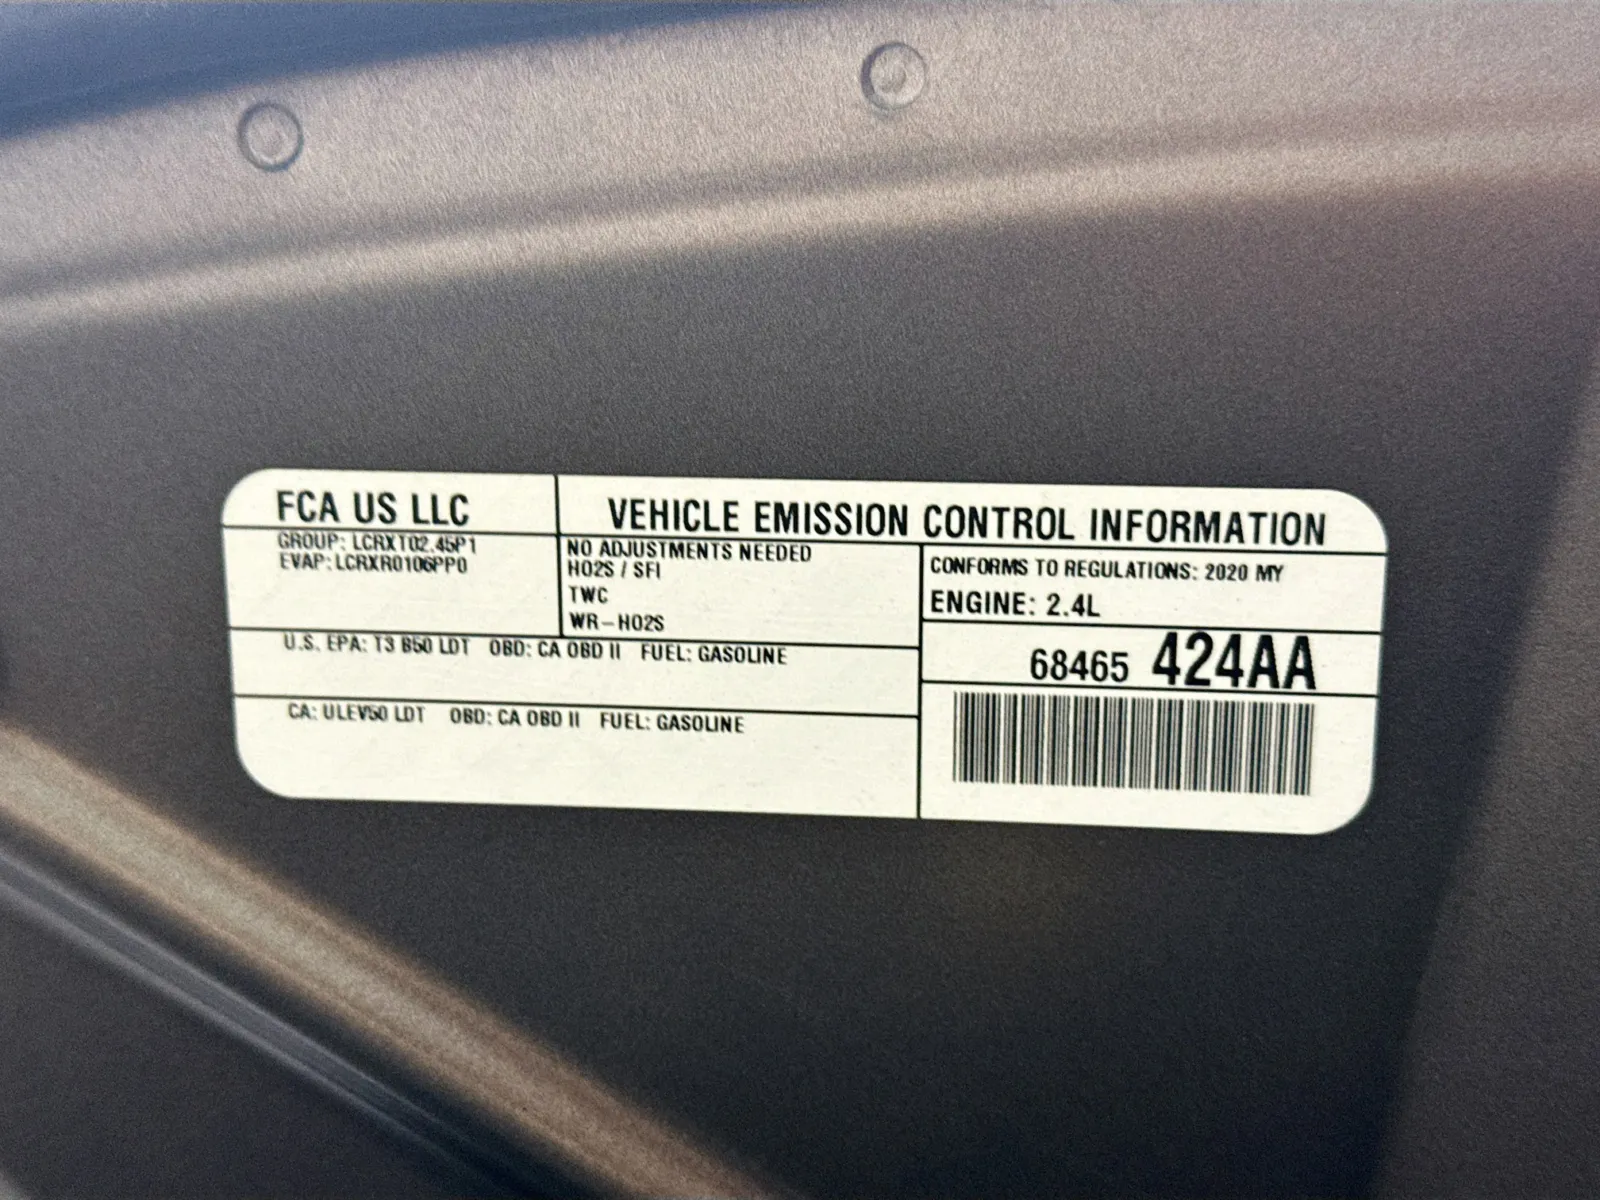 FCA US LLC
VEHICLE EMISSION CONTROL INFORMATION
GROUP: LCRXT02.45P1
EVAP: LCRXR0106PP0
NO ADJUSTMENTS NEEDED
HO2S / SFI
TWC
WR-HO2S
CONFORMS TO REGULATIONS: 2020 MY
ENGINE: 2.4L
U.S. EPA: T3 B50 LDT OBD: CA OBD II FUEL: GASOLINE
68465 424AA
CA: ULEV50 LDT OBD: CA OBD II FUEL: GASOLINE